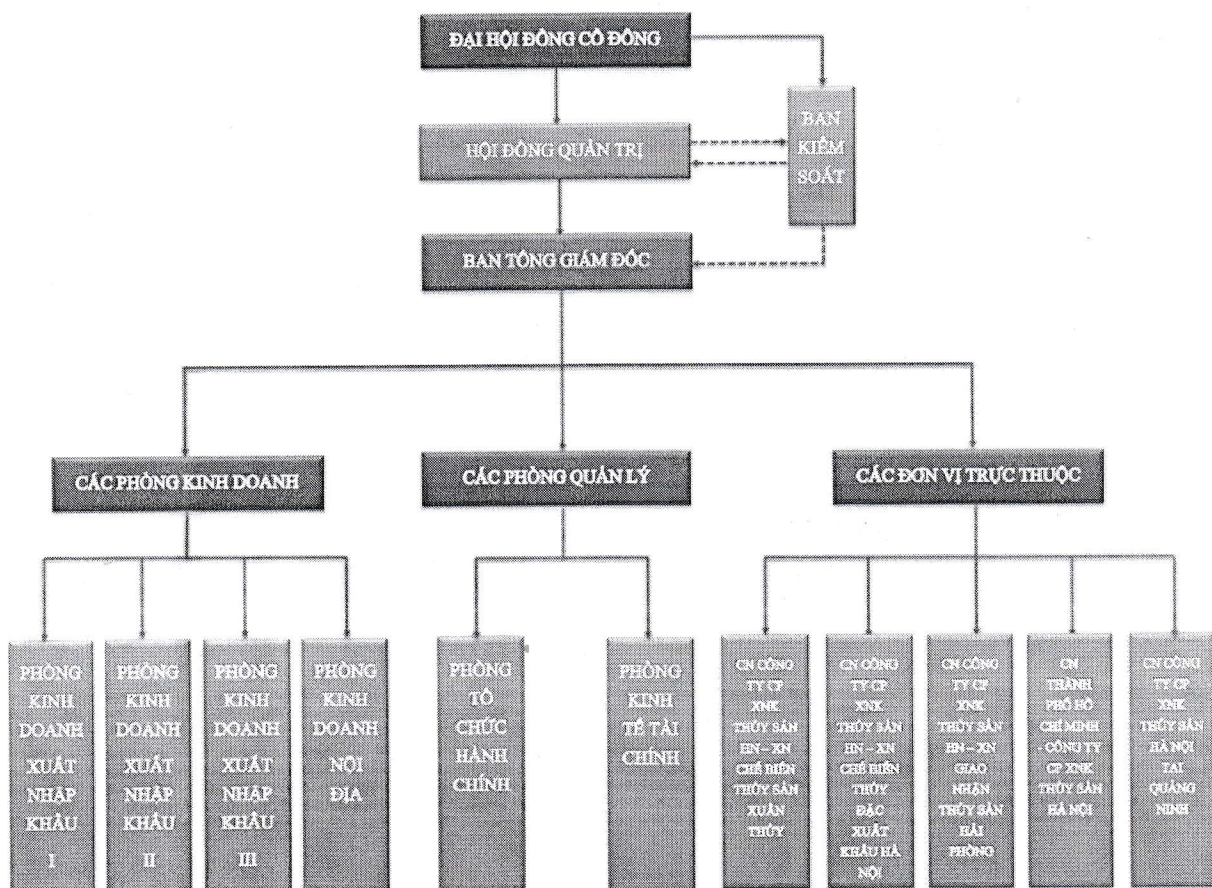 ĐẠI HỘI ĐỒNG CỔ ĐÔNG
BAN
KIỂM
SOÁT
HỘI ĐỒNG QUẢN TRỊ
BAN TỔNG GIÁM ĐỐC
CÁC PHÒNG KINH DOANH
CÁC PHÒNG QUẢN LÝ
CÁC ĐƠN VỊ TRỰC THUỘC
PHÒNG
KINH
DOANH
XUẤT
NHẬP
KHẨU
I
PHÒNG
KINH
DOANH
XUẤT
NHẬP
KHẨU
II
PHÒNG
KINH
DOANH
XUẤT
NHẬP
KHẨU
III
PHÒNG
KINH
DOANH
NỘI
ĐỊA
PHÒNG
TỔ
CHỨC
HÀNH
CHÍNH
PHÒNG
KINH
TẾ TÀI
CHÍNH
CN CÔNG
TY CP
XNK
THỦY SẢN
HN – XN
CHẾ BIẾN
THỦY SẢN
XUÂN
THỦY
CN CÔNG
TY CP
XNK
THỦY SẢN
HN – XN
CHẾ BIẾN
THỦY
ĐẶC
XUẤT
KHẨU HÀ
NỘI
CN CÔNG
TY CP
XNK
THỦY SẢN
HN – XN
GIAO
NHẬN
THỦY SẢN
HẢI
PHÒNG
CN
THÀNH
PHỐ HỒ
CHÍ MINH
- CÔNG TY
CP XNK
THỦY SẢN
HÀ NỘI
CN CÔNG
TY CP
XNK
THỦY SẢN
HÀ NỘI
TẠI
QUẢNG
NINH